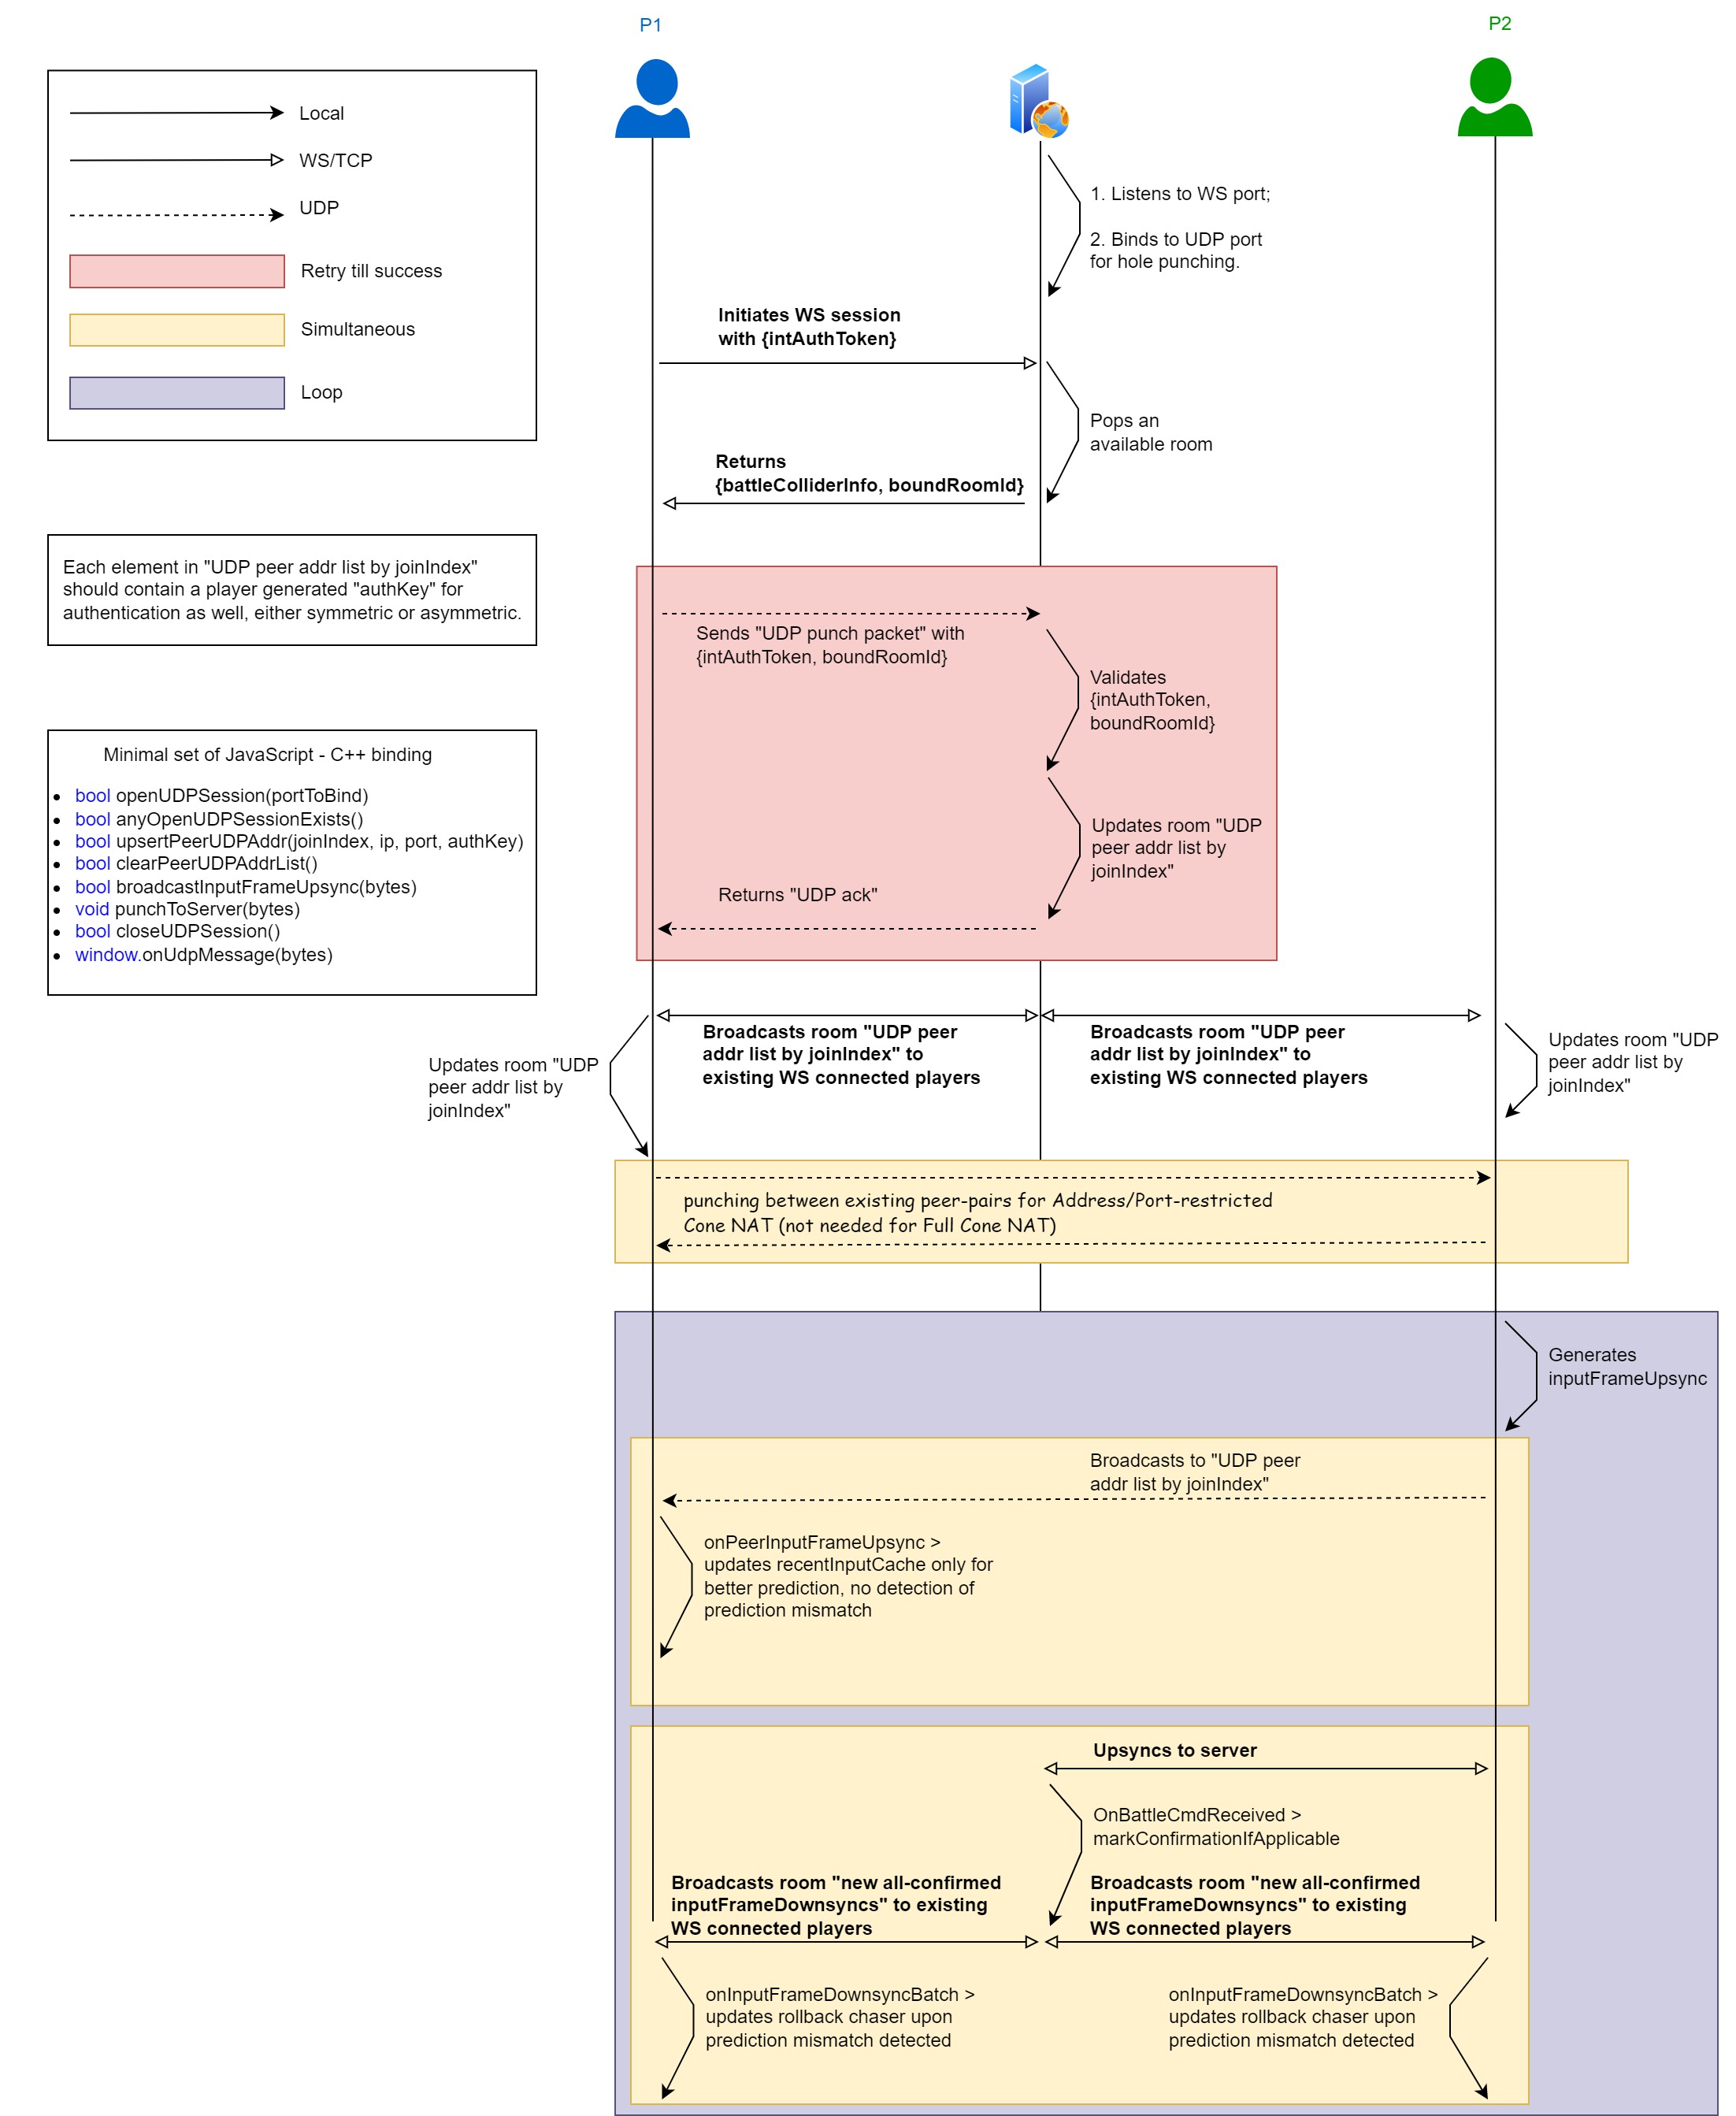 P1
P2
Local
WS/TCP
UDP
Retry till success
Simultaneous
Loop
1. Listens to WS port;
2. Binds to UDP port
for hole punching.
Initiates WS session
with {intAuthToken}
Pops an
available room
Returns
{battleColliderInfo, boundRoomId}
Each element in "UDP peer addr list by joinIndex"
should contain a player generated "authKey" for
authentication as well, either symmetric or asymmetric.
Sends "UDP punch packet" with
{intAuthToken, boundRoomId}
Validates
{intAuthToken,
boundRoomId}
Updates room "UDP
peer addr list by
joinIndex"
Returns "UDP ack"
Minimal set of JavaScript - C++ binding
bool openUDPSession(portToBind)
bool anyOpenUDPSessionExists()
bool upsertPeerUDPAddr(joinIndex, ip, port, authKey)
bool clearPeerUDPAddrList()
bool broadcastInputFrameUpsync(bytes)
void punchToServer(bytes)
bool closeUDPSession()
window.onUdpMessage(bytes)
Broadcasts room "UDP peer
addr list by joinIndex" to
existing WS connected players
Broadcasts room "UDP peer
addr list by joinIndex" to
existing WS connected players
Updates room "UDP
peer addr list by
joinIndex"
Updates room "UDP
peer addr list by
joinIndex"
punching between existing peer-pairs for Address/Port-restricted
Cone NAT (not needed for Full Cone NAT)
Generates
inputFrameUpsync
Broadcasts to "UDP peer
addr list by joinIndex"
onPeerInputFrameUpsync >
updates recentInputCache only for
better prediction, no detection of
prediction mismatch
Upsyncs to server
OnBattleCmdReceived >
markConfirmationIfApplicable
Broadcasts room "new all-confirmed
inputFrameDownsyncs" to existing
WS connected players
Broadcasts room "new all-confirmed
inputFrameDownsyncs" to existing
WS connected players
onInputFrameDownsyncBatch >
updates rollback chaser upon
prediction mismatch detected
onInputFrameDownsyncBatch >
updates rollback chaser upon
prediction mismatch detected